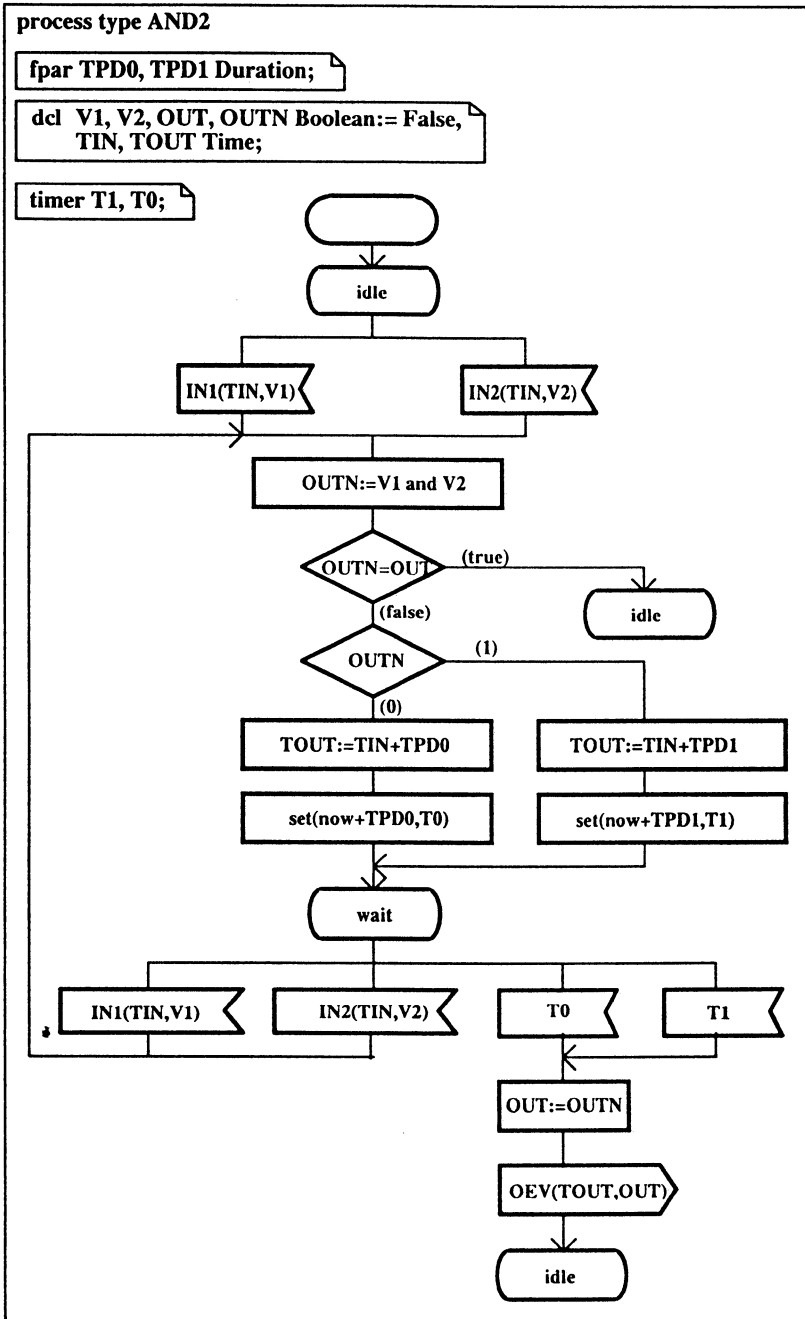 process type AND2
fpar TPD0, TPD1 Duration;
dcl V1, V2, OUT, OUTN Boolean:= False,
TIN, TOUT Time;
timer T1, T0;
idle
IN1(TIN,V1)
IN2(TIN,V2)
OUTN:=V1 and V2
OUTN=OUT
(true)
idle
(false)
OUTN
(1)
(0)
TOUT:=TIN+TPD0
TOUT:=TIN+TPD1
set(now+TPD0,T0)
set(now+TPD1,T1)
wait
IN1(TIN,V1)
IN2(TIN,V2)
T0
T1
OUT:=OUTN
OEV(TOUT,OUT)
idle